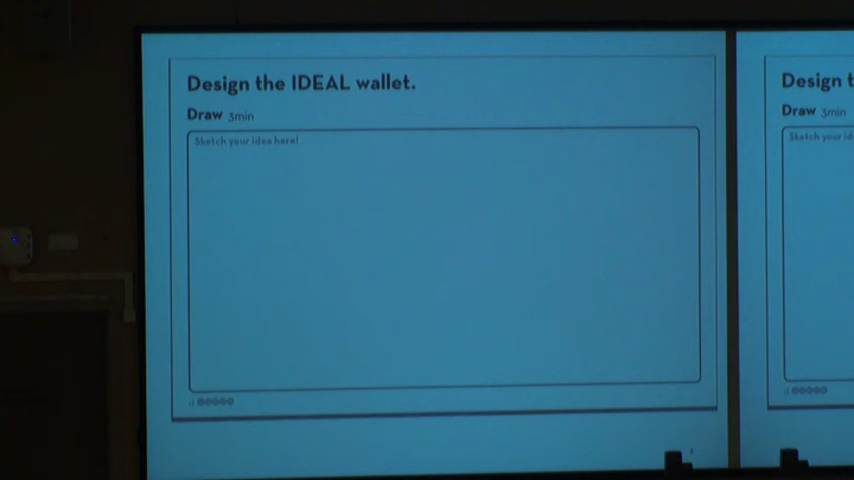 Design the IDEAL wallet.
Draw 3min
Sketch your idea here!
Design t
Draw 3min
Sketch your id